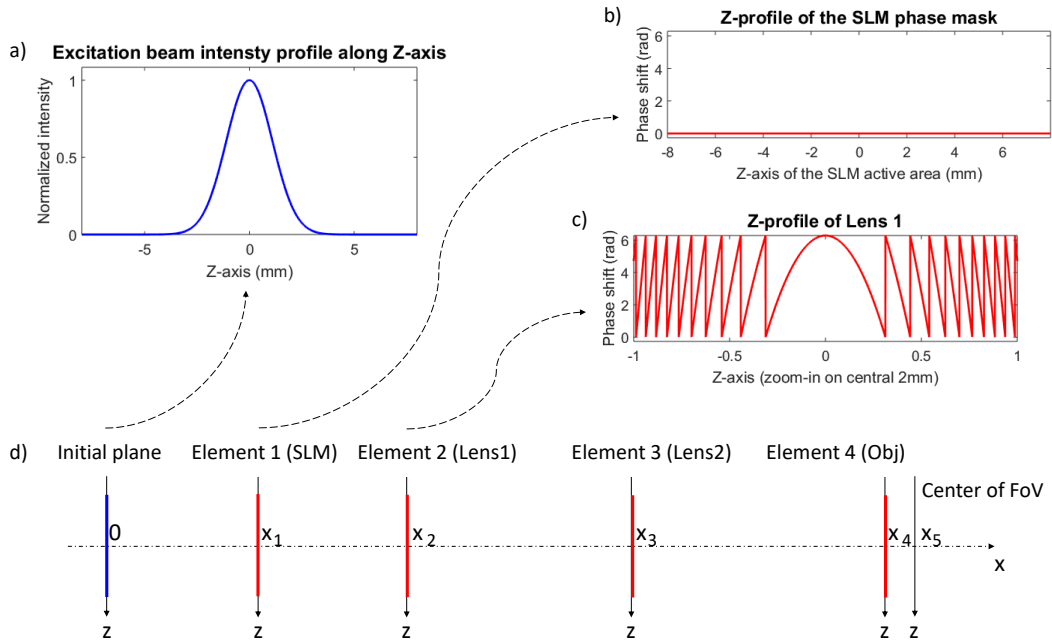 a)
Excitation beam intensty profile along Z-axis
Normalized intensity
1
0.5
0
-5
0
5
Z-axis (mm)
b)
Z-profile of the SLM phase mask
Phase shift (rad)
6
4
2
0
-8
-6
-4
-2
0
2
4
6
Z-axis of the SLM active area (mm)
c)
Z-profile of Lens 1
Phase shift (rad)
6
4
2
0
-1
-0.5
0
0.5
1
Z-axis (zoom-in on central 2mm)
d)
Initial plane
Element 1 (SLM)
Element 2 (Lens1)
Element 3 (Lens2)
Element 4 (Obj)
Center of FoV
0
x1
x2
x3
x4
x5
x
z
z
z
z
z
z